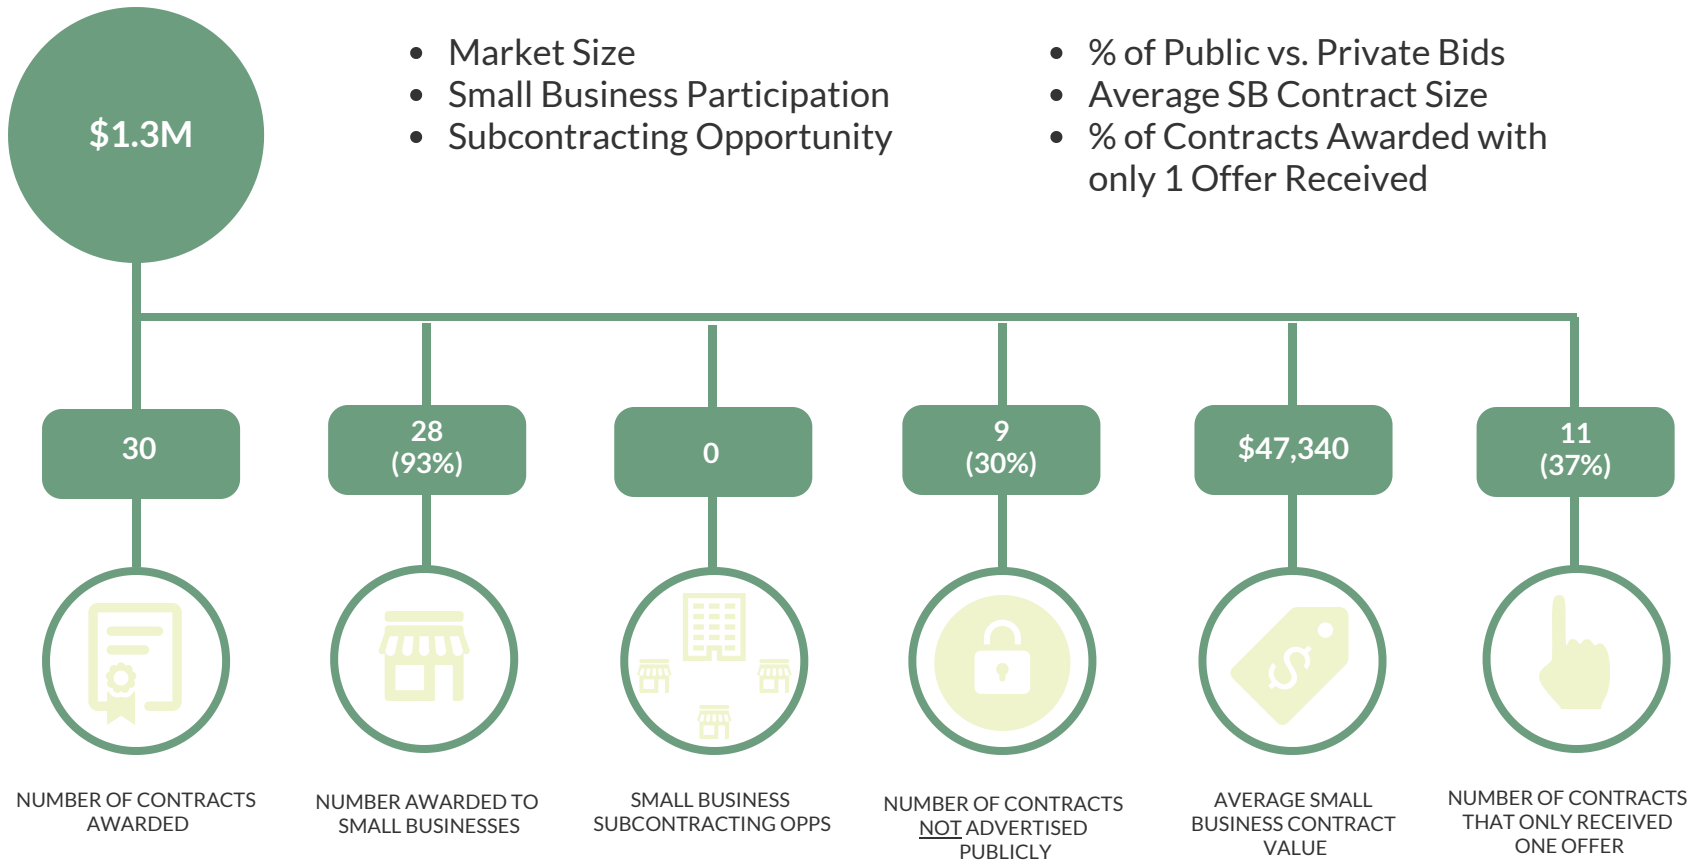 $1.3M
• Market Size
• Small Business Participation
• Subcontracting Opportunity
• % of Public vs. Private Bids
• Average SB Contract Size
• % of Contracts Awarded with
only 1 Offer Received
30
28
(93%)
0
9
(30%)
$47,340
11
(37%)
$
NUMBER OF CONTRACTS
AWARDED
NUMBER AWARDED TO
SMALL BUSINESSES
SMALL BUSINESS
SUBCONTRACTING OPPS
NUMBER OF CONTRACTS
NOT ADVERTISED
PUBLICLY
AVERAGE SMALL
BUSINESS CONTRACT
VALUE
NUMBER OF CONTRACTS
THAT ONLY RECEIVED
ONE OFFER